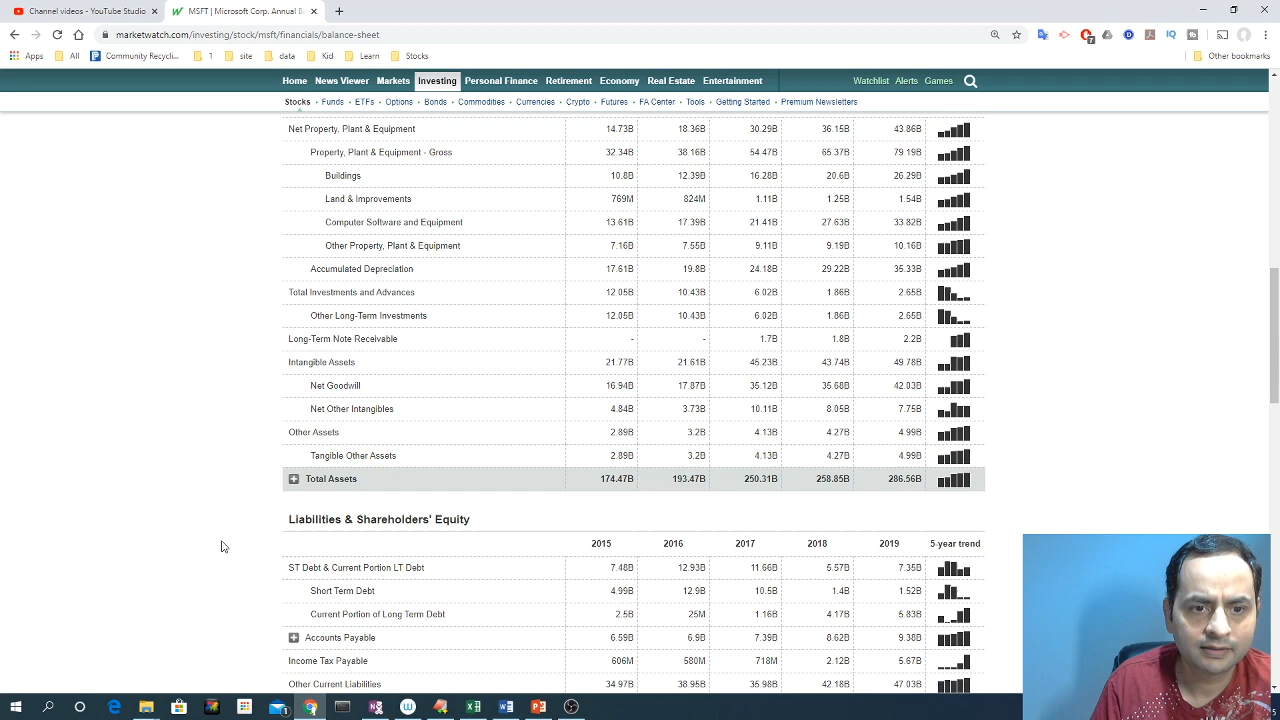 Channel videos - YouTube Studio
MSFT | Microsoft Corp. Annual Ba
marketwatch.com/investing/stock/msft/financials/balance-sheet
Apps All Community Recycli... 1 site data Kid Learn Stocks Other bookmarks
Home News Viewer Markets Investing Personal Finance Retirement Economy Real Estate Entertainment Watchlist Alerts Games
Stocks • Funds • ETFs • Options • Bonds • Commodities • Currencies • Crypto • Futures • FA Center • Tools • Getting Started • Premium Newsletters
Net Property, Plant & Equipment 14.73B 18.36B 30.29B 36.15B 43.86B
Property, Plant & Equipment - Gross 32.34B 38.16B 54.47B 65.37B 79.19B
Buildings 10.8B 12.39B 16.28B 20.6B 26.29B
Land & Improvements 769M 824M 1.11B 1.25B 1.54B
Computer Software and Equipment 13.61B 17.39B 21.41B 27.63B 33.82B
Other Property, Plant & Equipment 7.16B 7.55B 9.11B 9.19B 10.16B
Accumulated Depreciation 17.61B 19.8B 24.18B 29.22B 35.33B
Total Investments and Advances 12.05B 10.43B 6.02B 1.86B 2.65B
Other Long-Term Investments 12.05B 10.43B 6.02B 1.86B 2.65B
Long-Term Note Receivable - - 1.7B 1.8B 2.2B
Intangible Assets 21.77B 21.61B 45.23B 43.74B 49.78B
Net Goodwill 16.94B 17.87B 35.12B 35.68B 42.03B
Net Other Intangibles 4.84B 3.73B 10.11B 8.05B 7.75B
Other Assets 2.89B 3.2B 4.13B 4.27B 4.99B
Tangible Other Assets 2.89B 3.2B 4.13B 4.27B 4.99B
Total Assets 174.47B 193.47B 250.31B 258.85B 286.56B
Liabilities & Shareholders' Equity
2015 2016 2017 2018 2019 5-year trend
ST Debt & Current Portion LT Debt 7.48B 12.93B 11.66B 5.57B 7.35B
Short Term Debt 4.99B 12.9B 10.5B 1.4B 1.52B
Current Portion of Long Term Debt 2.5B 25M 1.16B 4.17B 5.83B
Accounts Payable 6.59B 6.9B 7.39B 8.62B 9.38B
Income Tax Payable 606M 580M 718M 2.12B 5.67B
Other Current Liabilities 34.97B 38.95B 35.98B 42.18B 47.03B